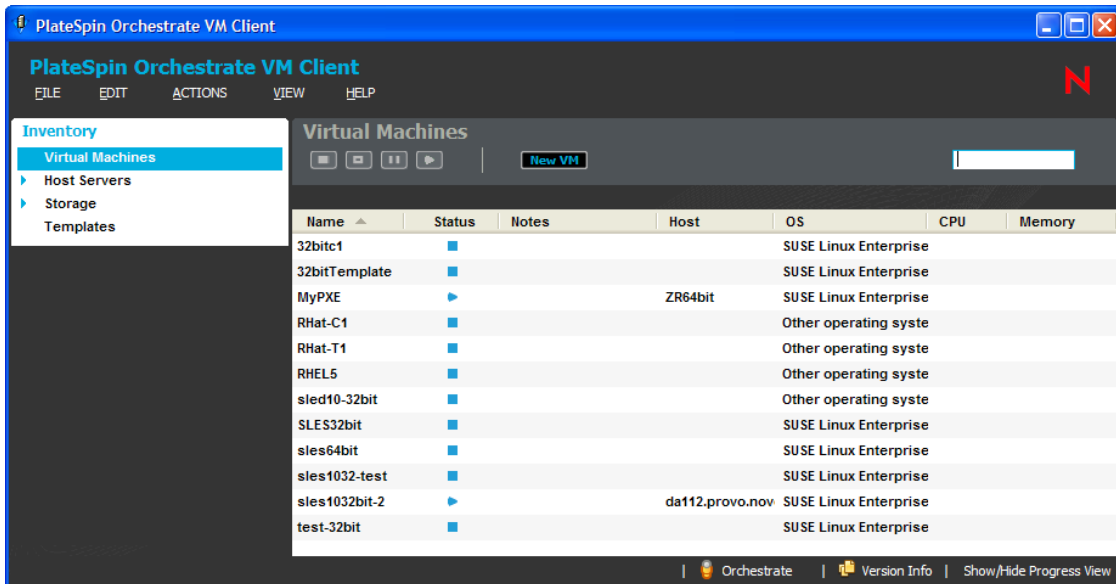 PlateSpin Orchestrate VM Client
PlateSpin Orchestrate VM Client
FILE EDIT ACTIONS VIEW HELP
N
Inventory
Virtual Machines
Host Servers
Storage
Templates
Virtual Machines
New VM
Name Status Notes Host OS CPU Memory
32bitc1 SUSE Linux Enterprise
32bitTemplate SUSE Linux Enterprise
MyPXE ZR64bit SUSE Linux Enterprise
RHat-C1 Other operating syste
RHat-T1 Other operating syste
RHEL5 Other operating syste
sled10-32bit Other operating syste
SLES32bit SUSE Linux Enterprise
sles64bit SUSE Linux Enterprise
sles1032-test SUSE Linux Enterprise
sles1032bit-2 da112.provo.nov SUSE Linux Enterprise
test-32bit SUSE Linux Enterprise
| Orchestrate | Version Info | Show/Hide Progress View